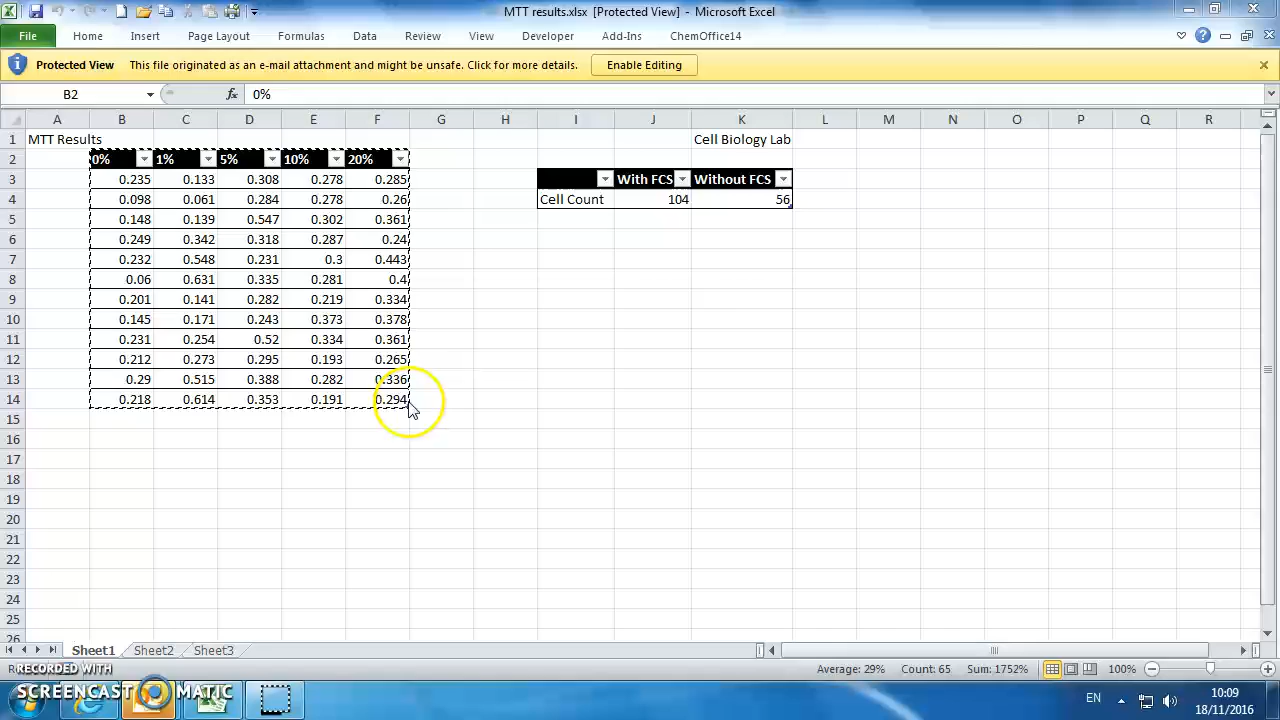 MTT results.xlsx [Protected View] - Microsoft Excel
File Home Insert Page Layout Formulas Data Review View Developer Add-Ins ChemOffice14
Protected View This file originated as an e-mail attachment and might be unsafe. Click for more details. Enable Editing
B2 fx 0%
A B C D E F G H I J K L M N O P Q R
1 MTT Results Cell Biology Lab
2 0% 1% 5% 10% 20%
3 0.235 0.133 0.308 0.278 0.285 With FCS Without FCS
4 0.098 0.061 0.284 0.278 0.26 Cell Count 104 56
5 0.148 0.139 0.547 0.302 0.361
6 0.249 0.342 0.318 0.287 0.24
7 0.232 0.548 0.231 0.3 0.443
8 0.06 0.631 0.335 0.281 0.4
9 0.201 0.141 0.282 0.219 0.334
10 0.145 0.171 0.243 0.373 0.378
11 0.231 0.254 0.52 0.334 0.361
12 0.212 0.273 0.295 0.193 0.265
13 0.29 0.515 0.388 0.282 0.336
14 0.218 0.614 0.353 0.191 0.294
15
16
17
18
19
20
21
22
23
24
25
26
Sheet1 Sheet2 Sheet3
RECORDED WITH Average: 29% Count: 65 Sum: 1752% 100%
SCREENCAST MATIC EN 10:09
18/11/2016